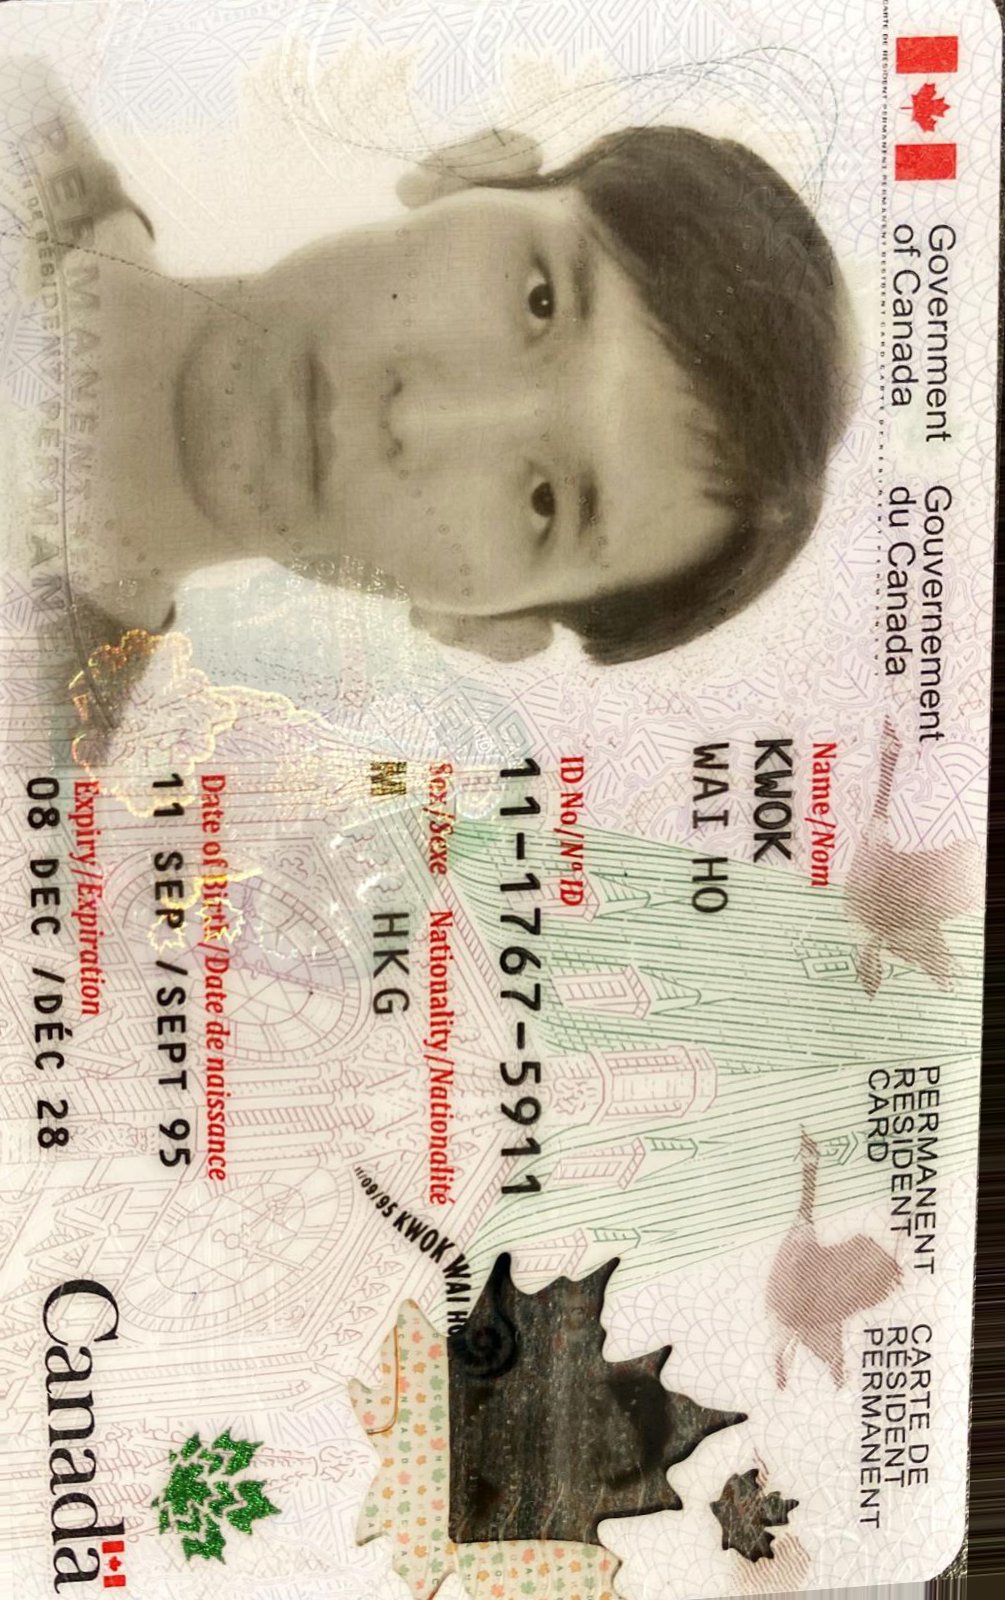 Government of Canada
Gouvernement du Canada
PERMANENT RESIDENT CARD
CARTE DE RÉSIDENT PERMANENT
Name/Nom
KWOK
WAI HO
ID No/Nº ID
11-1767-5911
Sex/Sexe Nationality/Nationalité
M HKG
Date of Birth/Date de naissance
11 SEP /SEPT 95
Expiry/Expiration
08 DEC /DÉC 28
11/09/95 KWOK WAI HO
Canada